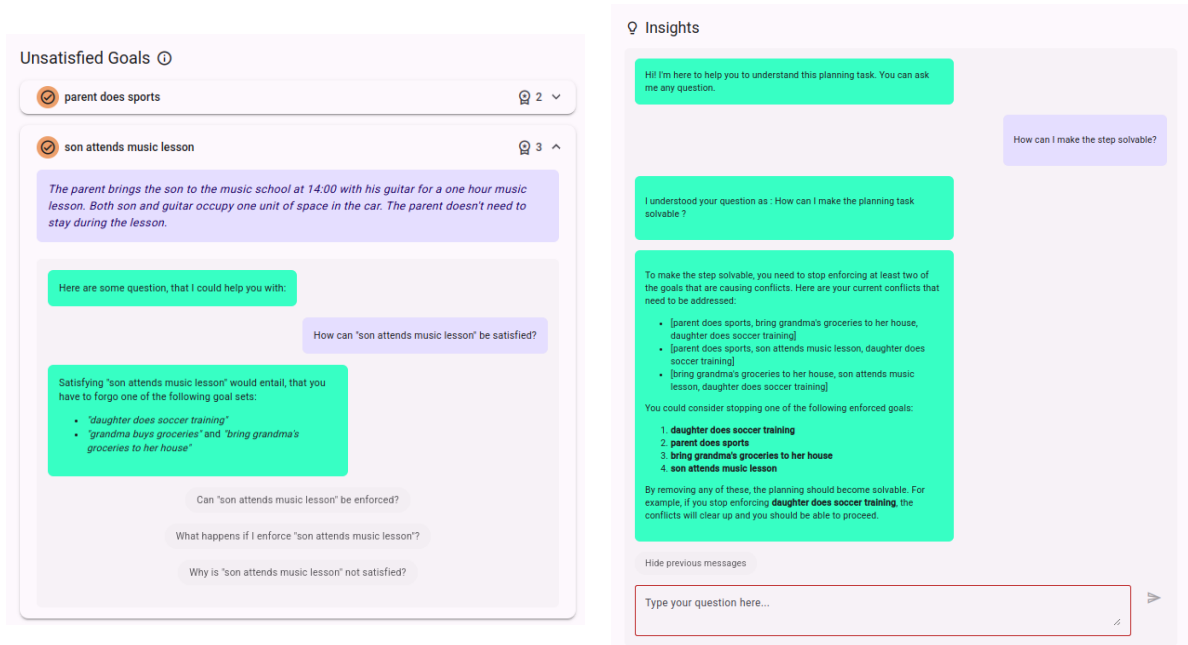 Unsatisfied Goals
parent does sports
2
son attends music lesson
3
The parent brings the son to the music school at 14:00 with his guitar for a one hour music
lesson. Both son and guitar occupy one unit of space in the car. The parent doesn't need to
stay during the lesson.
Here are some question, that I could help you with:
How can "son attends music lesson" be satisfied?
Satisfying "son attends music lesson" would entail, that you
have to forgo one of the following goal sets:
• "daughter does soccer training"
• "grandma buys groceries" and "bring grandma's
groceries to her house"
Can "son attends music lesson" be enforced?
What happens if I enforce "son attends music lesson"?
Why is "son attends music lesson" not satisfied?
Insights
Hi! I'm here to help you to understand this planning task. You can ask
me any question.
How can I make the step solvable?
I understood your question as : How can I make the planning task
solvable ?
To make the step solvable, you need to stop enforcing at least two of
the goals that are causing conflicts. Here are your current conflicts that
need to be addressed:
• [parent does sports, bring grandma's groceries to her house,
daughter does soccer training]
• [parent does sports, son attends music lesson, daughter does
soccer training]
• [bring grandma's groceries to her house, son attends music
lesson, daughter does soccer training]
You could consider stopping one of the following enforced goals:
1. daughter does soccer training
2. parent does sports
3. bring grandma's groceries to her house
4. son attends music lesson
By removing any of these, the planning should become solvable. For
example, if you stop enforcing daughter does soccer training, the
conflicts will clear up and you should be able to proceed.
Hide previous messages
Type your question here...